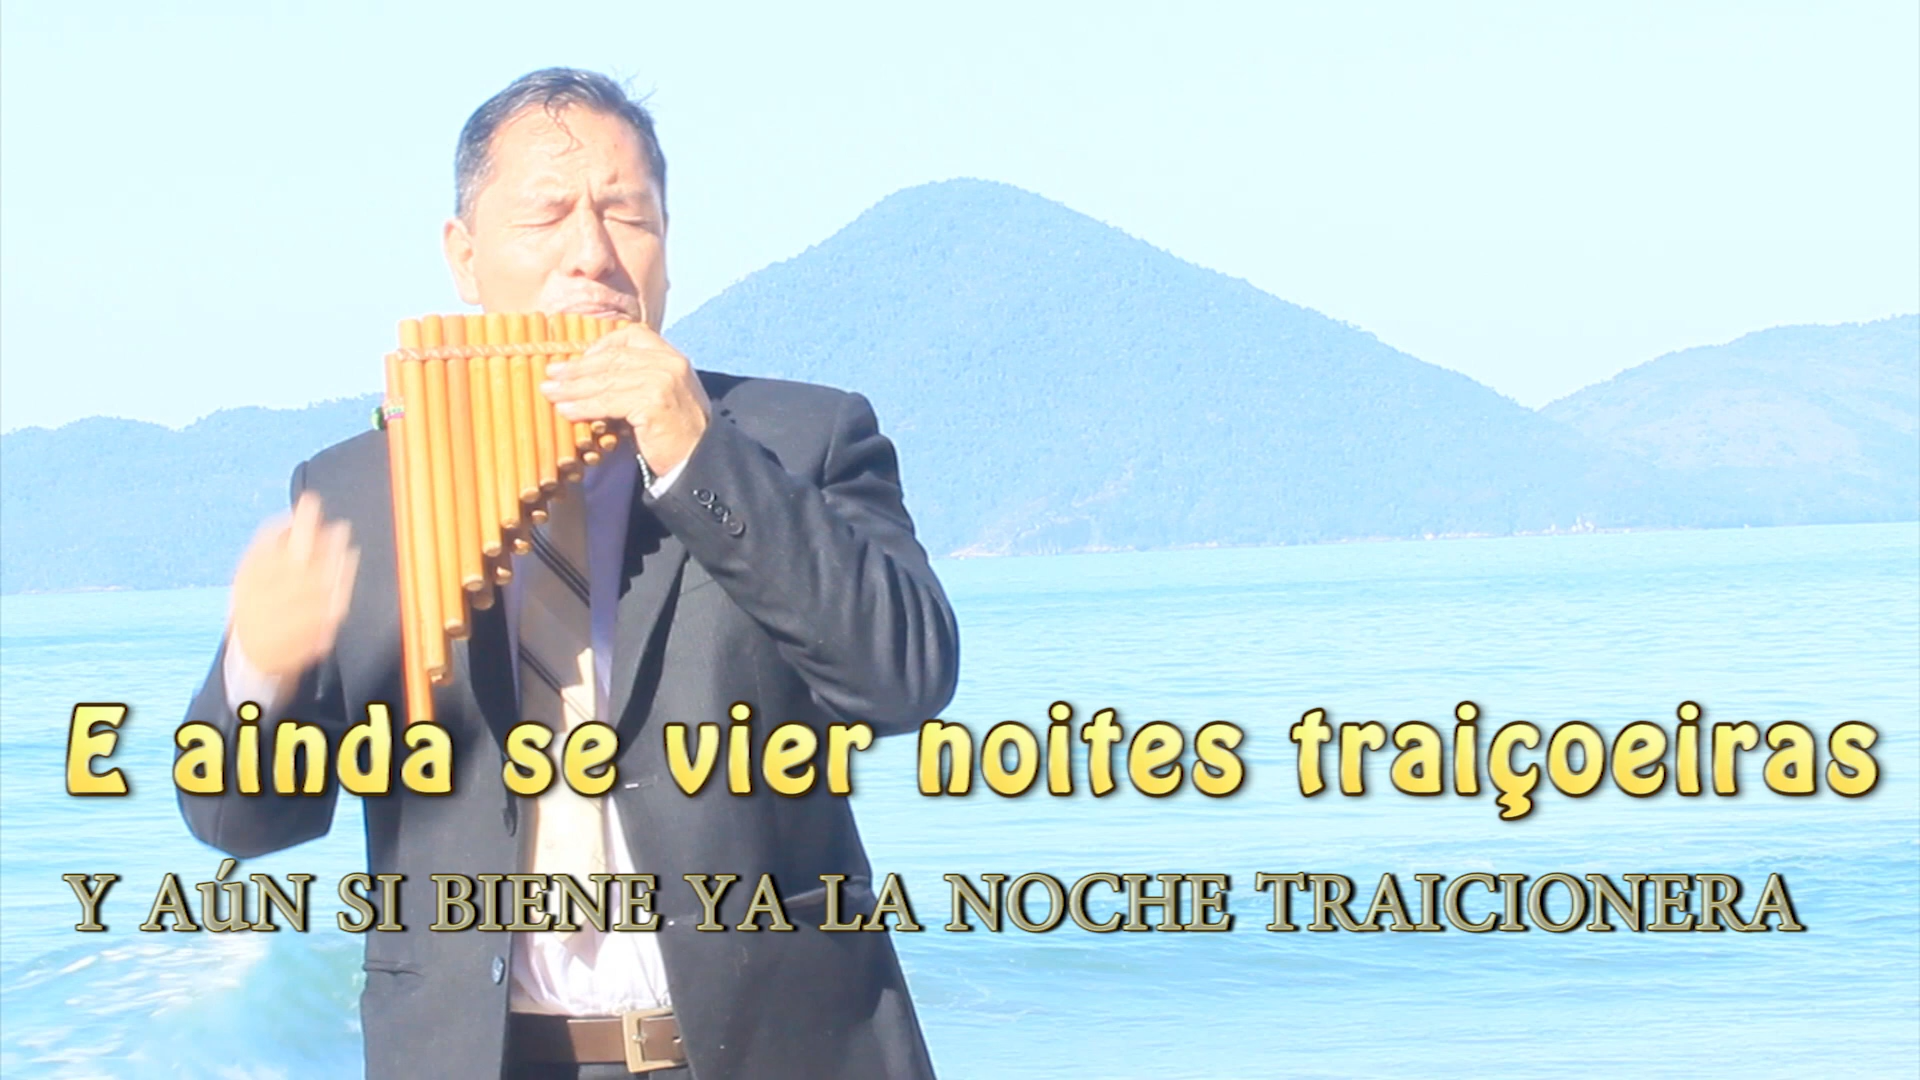 E ainda se vier noites traiçoeiras
Y AúN SI BIENE YA LA NOCHE TRAICIONERA